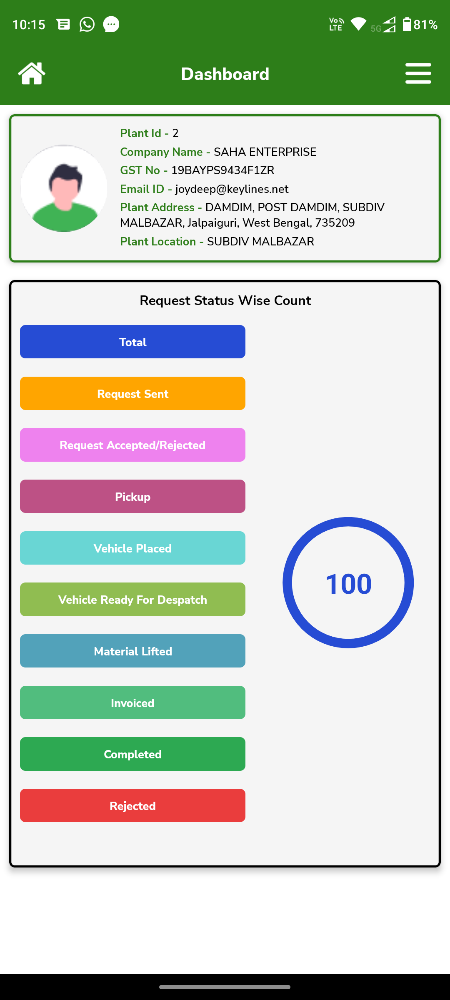 10:15
Vo LTE 5G 81%
Dashboard
Plant Id - 2
Company Name - SAHA ENTERPRISE
GST No - 19BAYPS9434F1ZR
Email ID - joydeep@keylines.net
Plant Address - DAMDIM, POST DAMDIM, SUBDIV
MALBAZAR, Jalpaiguri, West Bengal, 735209
Plant Location - SUBDIV MALBAZAR
Request Status Wise Count
Total
Request Sent
Request Accepted/Rejected
Pickup
Vehicle Placed
Vehicle Ready For Despatch
100
Material Lifted
Invoiced
Completed
Rejected